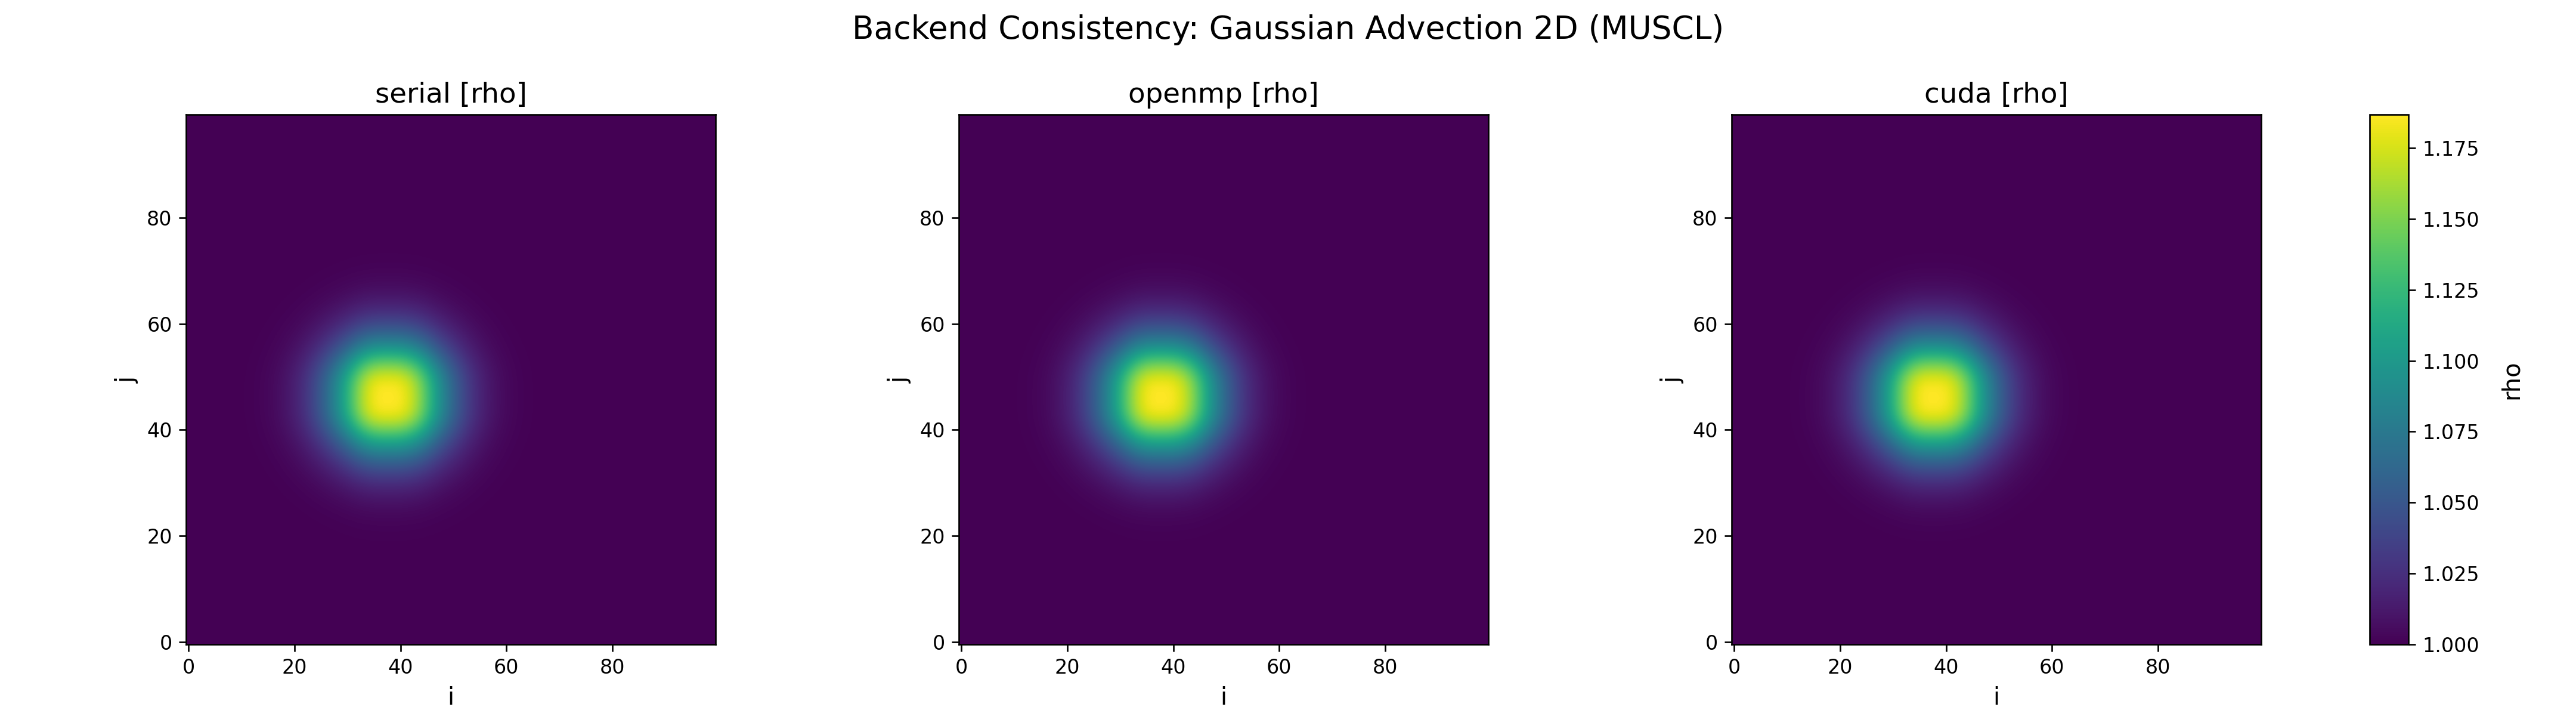 Backend Consistency: Gaussian Advection 2D (MUSCL)
serial [rho]
80
60
40
20
0
j
0 20 40 60 80
i
openmp [rho]
80
60
40
20
0
j
0 20 40 60 80
i
cuda [rho]
80
60
40
20
0
j
0 20 40 60 80
i
1.175
1.150
1.125
1.100
1.075
1.050
1.025
1.000
rho